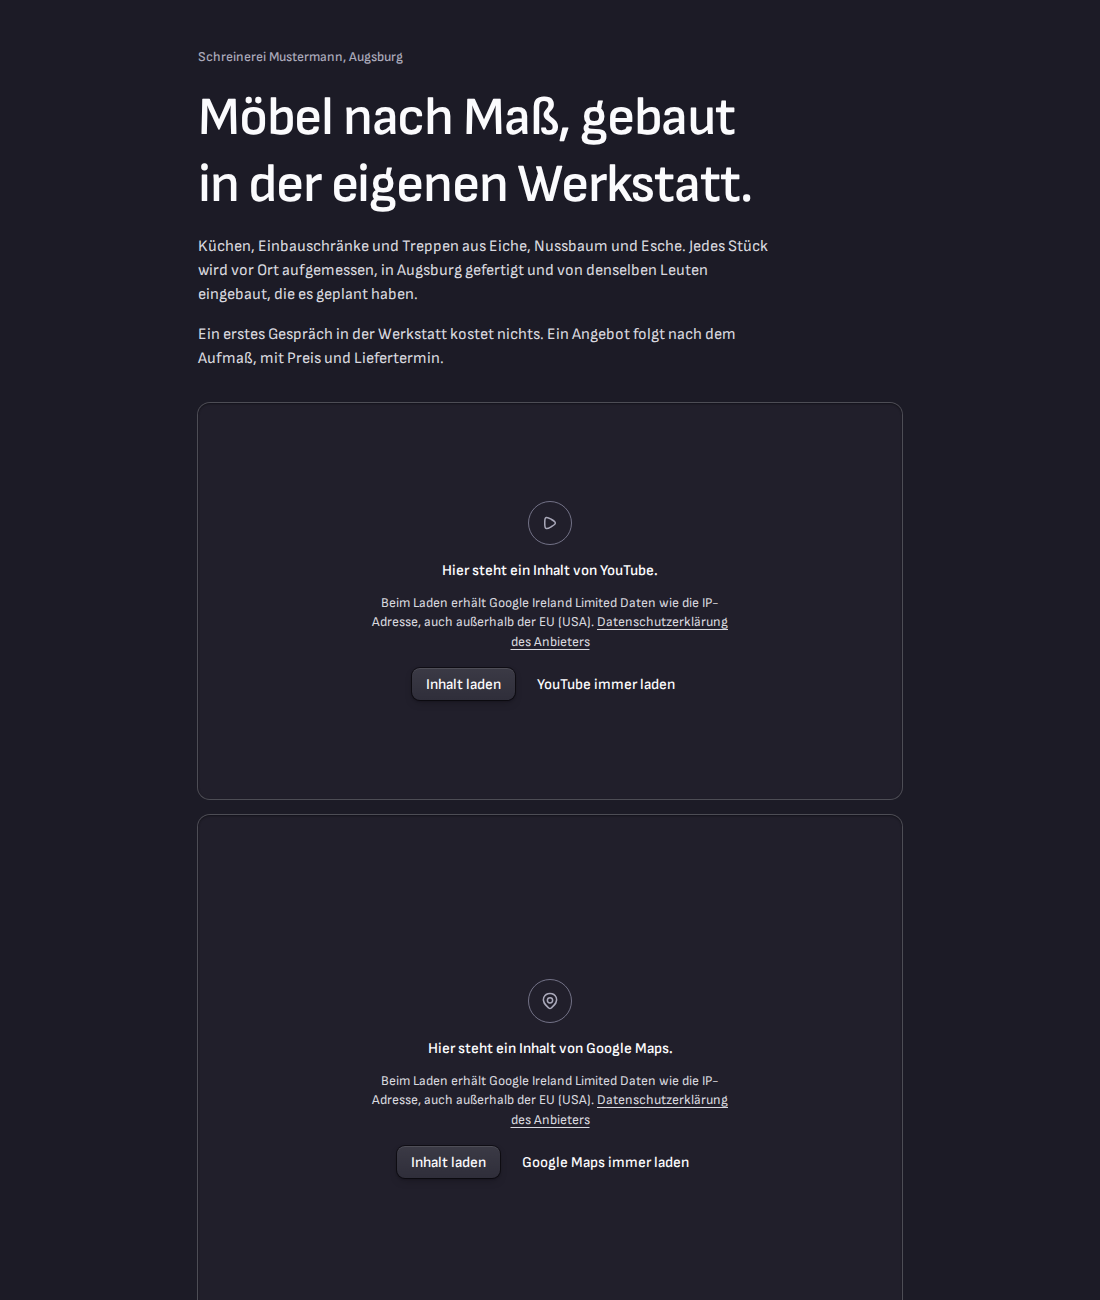 Schreinerei Mustermann, Augsburg
Möbel nach Maß, gebaut
in der eigenen Werkstatt.
Küchen, Einbauschränke und Treppen aus Eiche, Nussbaum und Esche. Jedes Stück
wird vor Ort aufgemessen, in Augsburg gefertigt und von denselben Leuten
eingebaut, die es geplant haben.
Ein erstes Gespräch in der Werkstatt kostet nichts. Ein Angebot folgt nach dem
Aufmaß, mit Preis und Liefertermin.
Hier steht ein Inhalt von YouTube.
Beim Laden erhält Google Ireland Limited Daten wie die IP-
Adresse, auch außerhalb der EU (USA). Datenschutzerklärung
des Anbieters
Inhalt laden YouTube immer laden
Hier steht ein Inhalt von Google Maps.
Beim Laden erhält Google Ireland Limited Daten wie die IP-
Adresse, auch außerhalb der EU (USA). Datenschutzerklärung
des Anbieters
Inhalt laden Google Maps immer laden